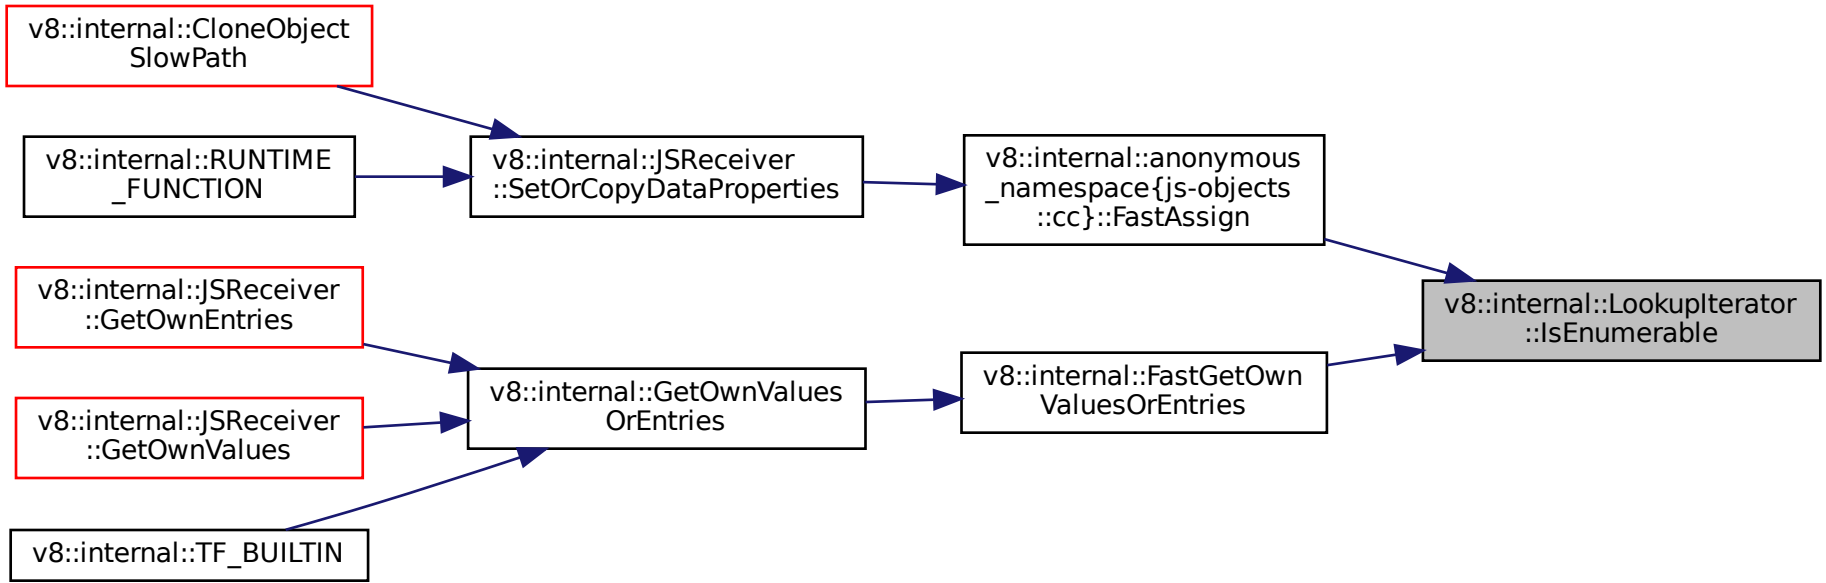 v8::internal::CloneObject
SlowPath
v8::internal::RUNTIME
_FUNCTION
v8::internal::JSReceiver
::GetOwnEntries
v8::internal::JSReceiver
::GetOwnValues
v8::internal::TF_BUILTIN
v8::internal::JSReceiver
::SetOrCopyDataProperties
v8::internal::GetOwnValues
OrEntries
v8::internal::anonymous
_namespace{js-objects
::cc}::FastAssign
v8::internal::FastGetOwn
ValuesOrEntries
v8::internal::LookupIterator
::IsEnumerable